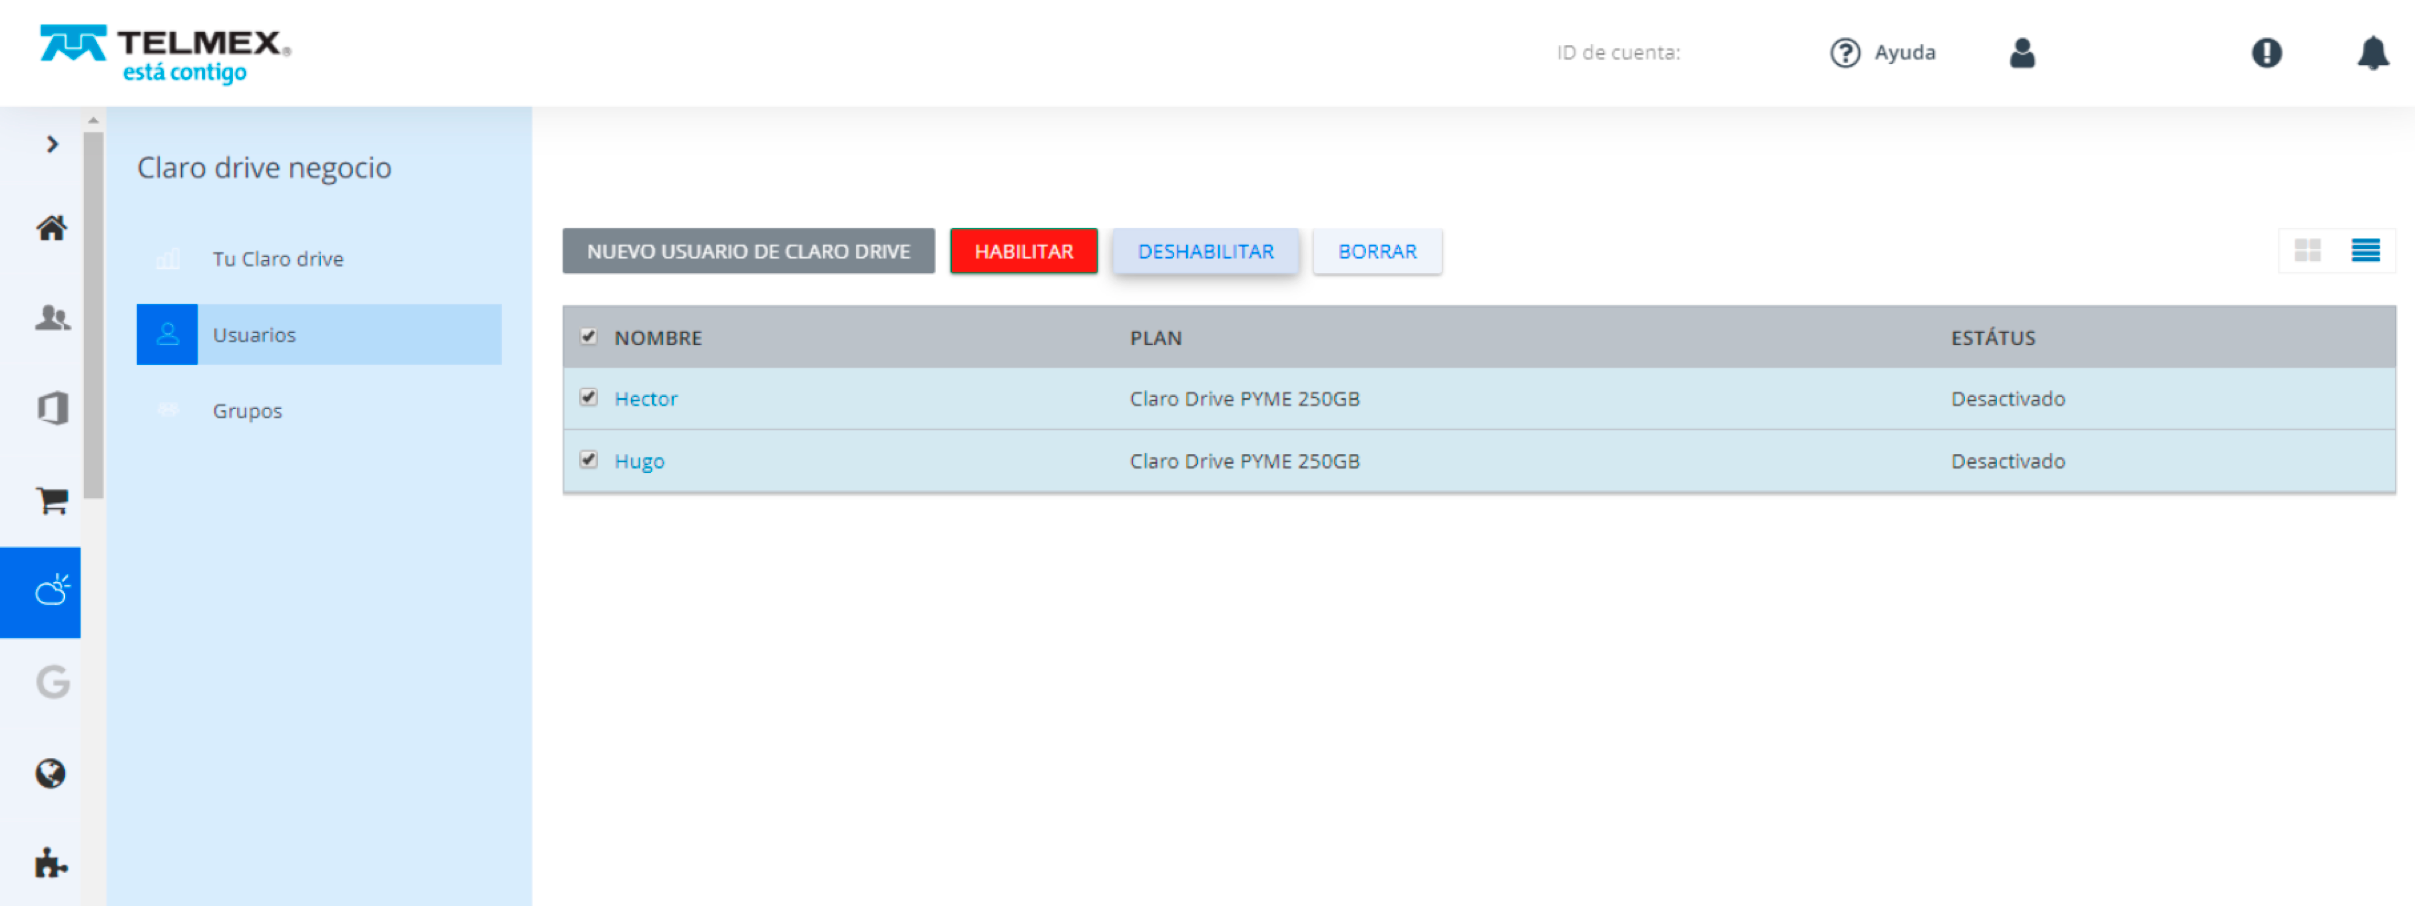 TELMEX®
está contigo
ID de cuenta:
Ayuda
Claro drive negocio
Tu Claro drive
Usuarios
Grupos
NUEVO USUARIO DE CLARO DRIVE
HABILITAR
DESHABILITAR
BORRAR
NOMBRE PLAN ESTÁTUS
Hector Claro Drive PYME 250GB Desactivado
Hugo Claro Drive PYME 250GB Desactivado